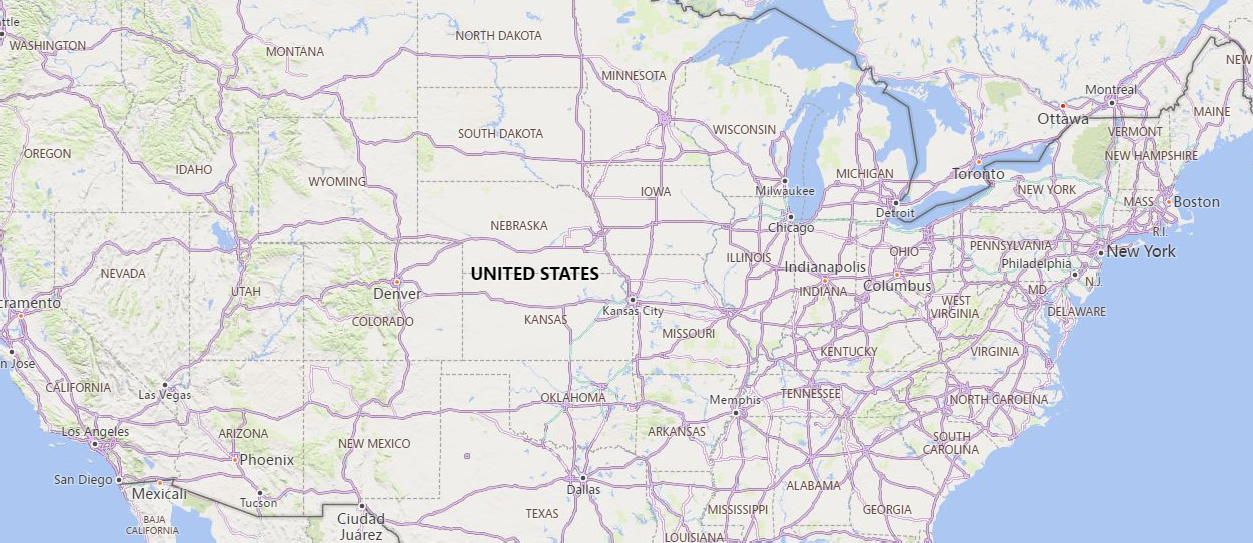 ttle
WASHINGTON
MONTANA
NORTH DAKOTA
MINNESOTA
Montreal
Ottawa
NEW
MAINE
OREGON
IDAHO
WYOMING
SOUTH DAKOTA
WISCONSIN
MICHIGAN
Toronto
VERMONT
NEW HAMPSHIRE
Milwaukee
IOWA
NEW YORK
MASS
Boston
R.I.
Detroit
Chicago
NEBRASKA
NEVADA
UTAH
UNITED STATES
ILLINOIS
Indianapolis
INDIANA
OHIO
Columbus
PENNSYLVANIA
New York
Philadelphia
N.J.
MD
DELAWARE
cramento
Denver
COLORADO
KANSAS
Kansas City
MISSOURI
WEST
VIRGINIA
VIRGINIA
KENTUCKY
n Jose
CALIFORNIA
Las Vegas
OKLAHOMA
Memphis
TENNESSEE
NORTH CAROLINA
Los Angeles
ARIZONA
NEW MEXICO
ARKANSAS
SOUTH
CAROLINA
Phoenix
San Diego
Mexicali
Tucson
Dallas
ALABAMA
BAJA
CALIFORNIA
Ciudad
Juárez
TEXAS
MISSISSIPPI
GEORGIA
LOUISIANA